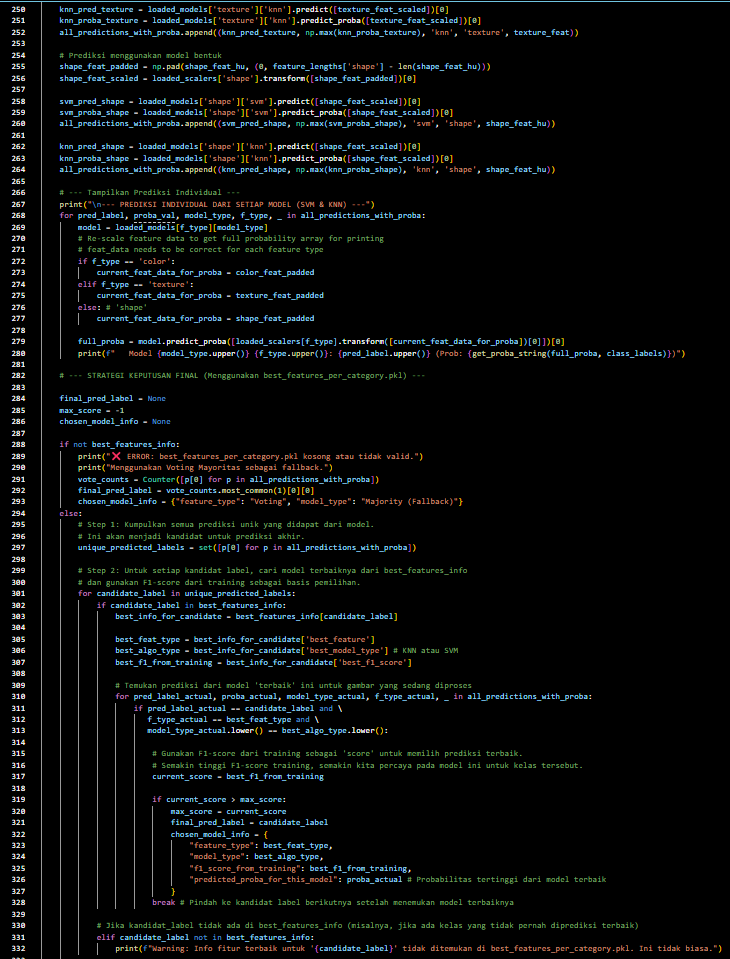 250 knn_pred_texture = loaded_models['texture']['knn'].predict([texture_feat_scaled])[0]
251 knn_proba_texture = loaded_models['texture']['knn'].predict_proba([texture_feat_scaled])[0]
252 all_predictions_with_proba.append((knn_pred_texture, np.max(knn_proba_texture), 'knn', 'texture', texture_feat))
253
254 # Prediksi menggunakan model bentuk
255 shape_feat_padded = np.pad(shape_feat_hu, (0, feature_lengths['shape'] - len(shape_feat_hu)))
256 shape_feat_scaled = loaded_scalers['shape'].transform([shape_feat_padded])[0]
257
258 svm_pred_shape = loaded_models['shape']['svm'].predict([shape_feat_scaled])[0]
259 svm_proba_shape = loaded_models['shape']['svm'].predict_proba([shape_feat_scaled])[0]
260 all_predictions_with_proba.append((svm_pred_shape, np.max(svm_proba_shape), 'svm', 'shape', shape_feat_hu))
261
262 knn_pred_shape = loaded_models['shape']['knn'].predict([shape_feat_scaled])[0]
263 knn_proba_shape = loaded_models['shape']['knn'].predict_proba([shape_feat_scaled])[0]
264 all_predictions_with_proba.append((knn_pred_shape, np.max(knn_proba_shape), 'knn', 'shape', shape_feat_hu))
265
266 # --- Tampilkan Prediksi Individual ---
267 print("\n--- PREDIKSI INDIVIDUAL DARI SETIAP MODEL (SVM & KNN) ---")
268 for pred_label, proba_val, model_type, f_type, _ in all_predictions_with_proba:
269 model = loaded_models[f_type][model_type]
270 # Re-scale feature data to get full probability array for printing
271 # feat_data needs to be correct for each feature type
272 if f_type == 'color':
273 current_feat_data_for_proba = color_feat_padded
274 elif f_type == 'texture':
275 current_feat_data_for_proba = texture_feat_padded
276 else: # 'shape'
277 current_feat_data_for_proba = shape_feat_padded
278
279 full_proba = model.predict_proba([loaded_scalers[f_type].transform([current_feat_data_for_proba])[0]])[0]
280 print(f"   Model {model_type.upper()} {f_type.upper()}: {pred_label.upper()} (Prob: {get_proba_string(full_proba, class_labels)})")
281
282 # --- STRATEGI KEPUTUSAN FINAL (Menggunakan best_features_per_category.pkl) ---
283
284 final_pred_label = None
285 max_score = -1
286 chosen_model_info = None
287
288 if not best_features_info:
289 print("❌ ERROR: best_features_per_category.pkl kosong atau tidak valid.")
290 print("Menggunakan Voting Mayoritas sebagai fallback.")
291 vote_counts = Counter([p[0] for p in all_predictions_with_proba])
292 final_pred_label = vote_counts.most_common(1)[0][0]
293 chosen_model_info = {"feature_type": "Voting", "model_type": "Majority (Fallback)"}
294 else:
295 # Step 1: Kumpulkan semua prediksi unik yang didapat dari model.
296 # Ini akan menjadi kandidat untuk prediksi akhir.
297 unique_predicted_labels = set([p[0] for p in all_predictions_with_proba])
298
299 # Step 2: Untuk setiap kandidat label, cari model terbaiknya dari best_features_info
300 # dan gunakan F1-score dari training sebagai basis pemilihan.
301 for candidate_label in unique_predicted_labels:
302 if candidate_label in best_features_info:
303 best_info_for_candidate = best_features_info[candidate_label]
304
305 best_feat_type = best_info_for_candidate['best_feature']
306 best_algo_type = best_info_for_candidate['best_model_type'] # KNN atau SVM
307 best_f1_from_training = best_info_for_candidate['best_f1_score']
308
309 # Temukan prediksi dari model 'terbaik' ini untuk gambar yang sedang diproses
310 for pred_label_actual, proba_actual, model_type_actual, f_type_actual, _ in all_predictions_with_proba:
311 if pred_label_actual == candidate_label and \
312 f_type_actual == best_feat_type and \
313 model_type_actual.lower() == best_algo_type.lower():
314
315 # Gunakan F1-score dari training sebagai 'score' untuk memilih prediksi terbaik.
316 # Semakin tinggi F1-score training, semakin kita percaya pada model ini untuk kelas tersebut.
317 current_score = best_f1_from_training
318
319 if current_score > max_score:
320 max_score = current_score
321 final_pred_label = candidate_label
322 chosen_model_info = {
323 "feature_type": best_feat_type,
324 "model_type": best_algo_type,
325 "f1_score_from_training": best_f1_from_training,
326 "predicted_proba_for_this_model": proba_actual # Probabilitas tertinggi dari model terbaik
327 }
328 break # Pindah ke kandidat label berikutnya setelah menemukan model terbaiknya
329
330 # Jika kandidat_label tidak ada di best_features_info (misalnya, jika ada kelas yang tidak pernah diprediksi terbaik)
331 elif candidate_label not in best_features_info:
332 print(f"Warning: Info fitur terbaik untuk '{candidate_label}' tidak ditemukan di best_features_per_category.pkl. Ini tidak biasa.")